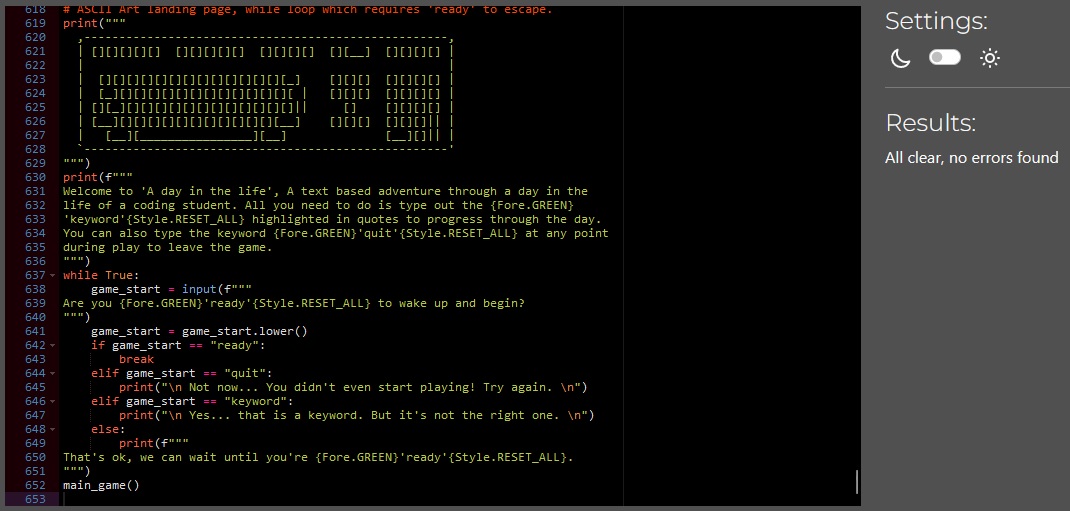 618 # ASCII Art landing page, while loop which requires 'ready' to escape.
619 print("""
620   ,----------------------------------------------------,
621   | [][][][][]  [][][][][]  [][][][]  [][__]  [][][][] |
622   |                                                    |
623   |  [][][][][][][][][][][][][][_]    [][][]  [][][][] |
624   |  [_][][][][][][][][][][][][][ |   [][][]  [][][][] |
625   | [][_][][][][][][][][][][][][]||     []    [][][][] |
626   | [__][][][][][][][][][][][][__]    [][][]  [][][]|| |
627   |   [__][________________][__]              [__][]|| |
628   `----------------------------------------------------'
629 """)
630 print(f"""
631 Welcome to 'A day in the life', A text based adventure through a day in the
632 life of a coding student. All you need to do is type out the {Fore.GREEN}
633 'keyword'{Style.RESET_ALL} highlighted in quotes to progress through the day.
634 You can also type the keyword {Fore.GREEN}'quit'{Style.RESET_ALL} at any point
635 during play to leave the game.
636 """)
637 while True:
638     game_start = input(f"""
639 Are you {Fore.GREEN}'ready'{Style.RESET_ALL} to wake up and begin?
640 """)
641     game_start = game_start.lower()
642     if game_start == "ready":
643         break
644     elif game_start == "quit":
645         print("\n Not now... You didn't even start playing! Try again. \n")
646     elif game_start == "keyword":
647         print("\n Yes... that is a keyword. But it's not the right one. \n")
648     else:
649         print(f"""
650 That's ok, we can wait until you're {Fore.GREEN}'ready'{Style.RESET_ALL}.
651 """)
652 main_game()
653
Settings:
Results:
All clear, no errors found